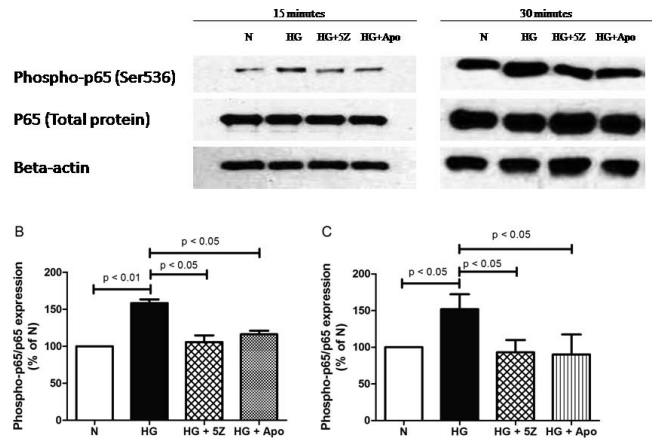 15 minutes 30 minutes
N HG HG+5Z HG+Apo N HG HG+5Z HG+Apo
Phospho-p65 (Ser536)
P65 (Total protein)
Beta-actin
B
p < 0.05
p < 0.01 p < 0.05
Phospho-p65/p65 expression
(% of N)
200
150
100
50
0
N HG HG + 5Z HG + Apo
C
p < 0.05
p < 0.05 p < 0.05
Phospho-p65/p65 expression
(% of N)
200
150
100
50
0
N HG HG + 5Z HG + Apo